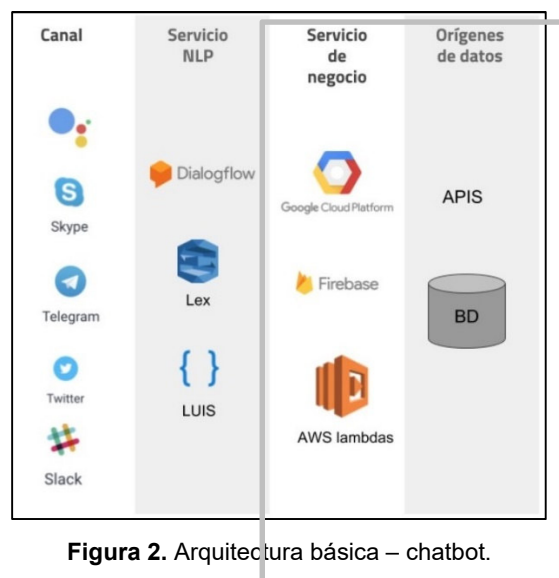 Canal
Servicio
NLP
Servicio
de
negocio
Orígenes
de datos
Skype
Telegram
Twitter
Slack
Dialogflow
Lex
{ }
LUIS
Google Cloud Platform
Firebase
AWS lambdas
APIS
BD
Figura 2. Arquitectura básica – chatbot.